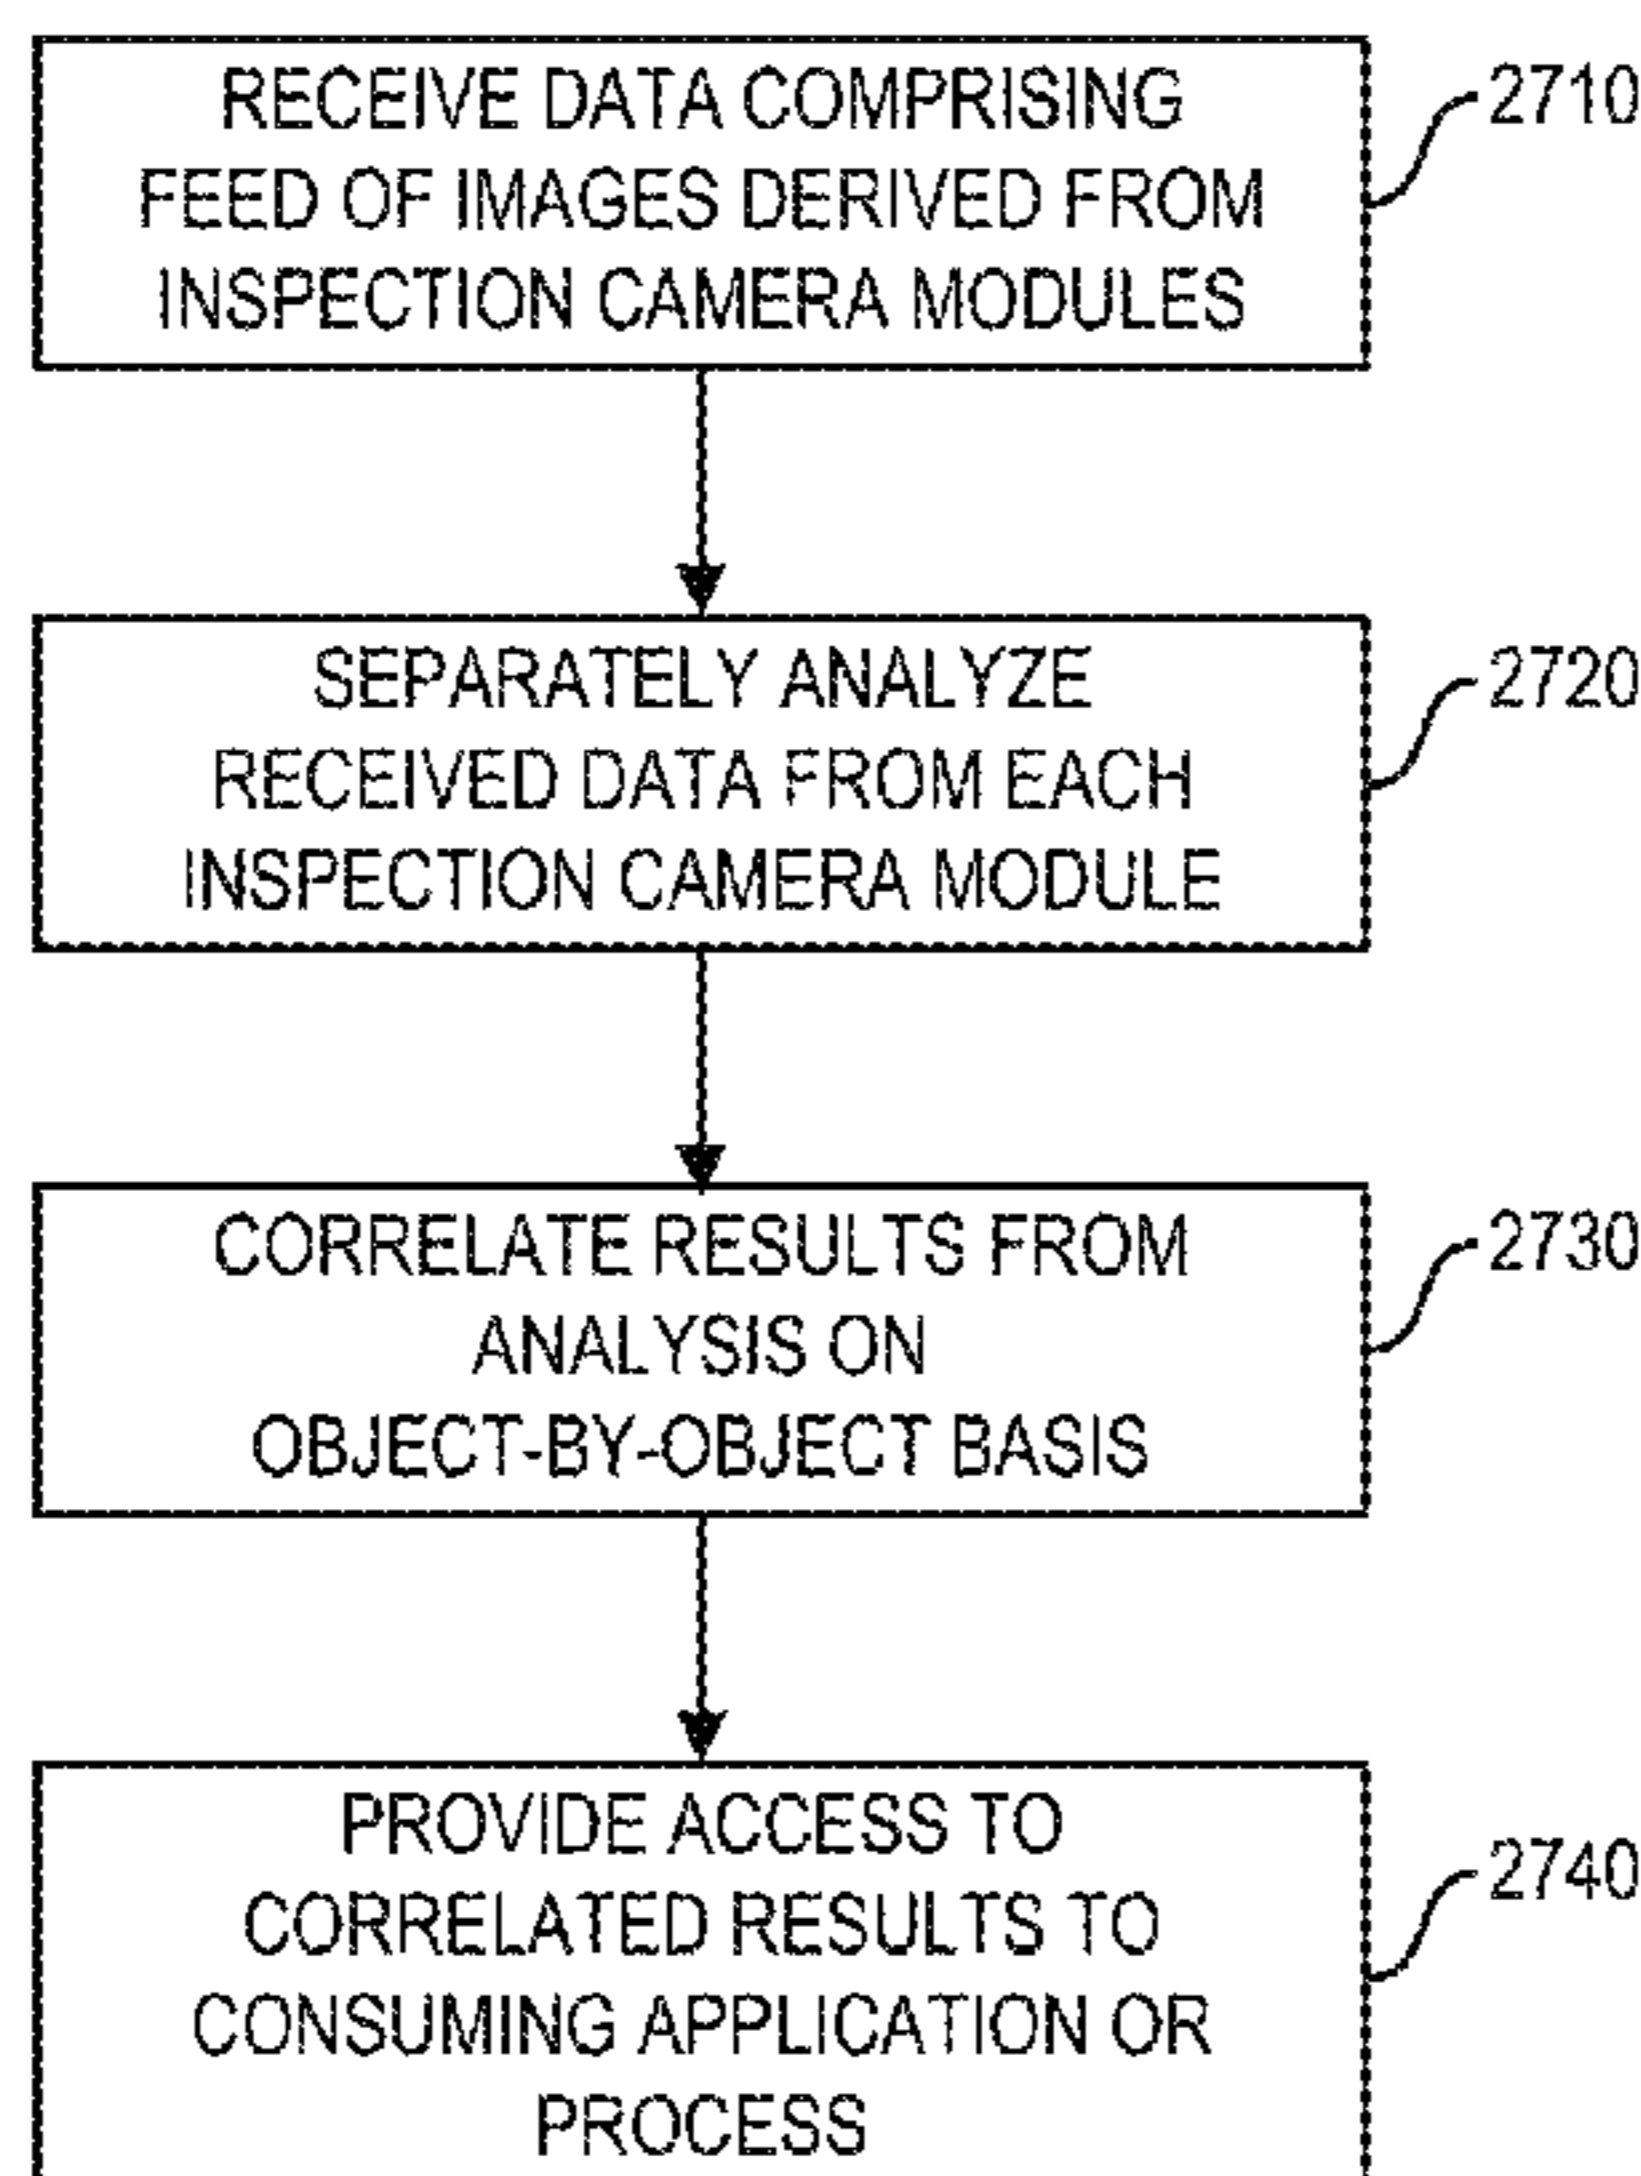 RECEIVE DATA COMPRISING
FEED OF IMAGES DERIVED FROM
INSPECTION CAMERA MODULES
2710
SEPARATELY ANALYZE
RECEIVED DATA FROM EACH
INSPECTION CAMERA MODULE
2720
CORRELATE RESULTS FROM
ANALYSIS ON
OBJECT-BY-OBJECT BASIS
2730
PROVIDE ACCESS TO
CORRELATED RESULTS TO
CONSUMING APPLICATION OR
PROCESS
2740